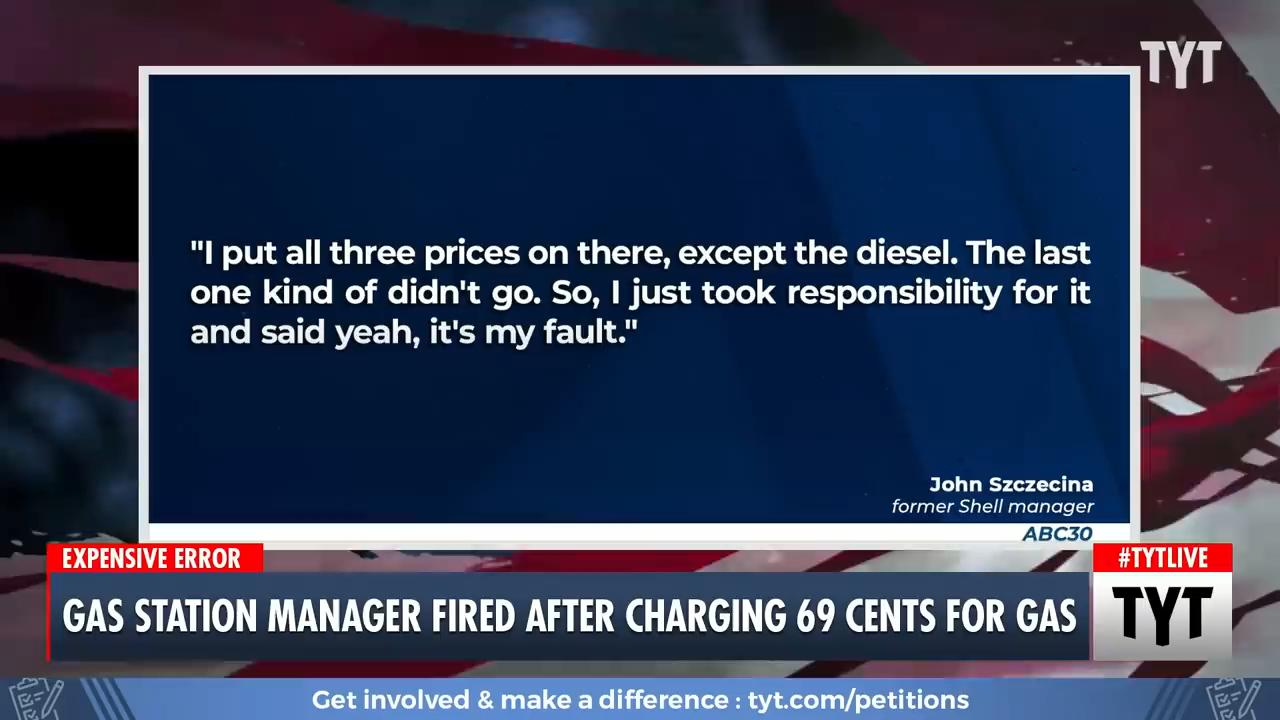 TYT
"I put all three prices on there, except the diesel. The last
one kind of didn't go. So, I just took responsibility for it
and said yeah, it's my fault."
John Szczecina
former Shell manager
ABC30
EXPENSIVE ERROR
#TYTLIVE
GAS STATION MANAGER FIRED AFTER CHARGING 69 CENTS FOR GAS
TYT
Get involved & make a difference : tyt.com/petitions